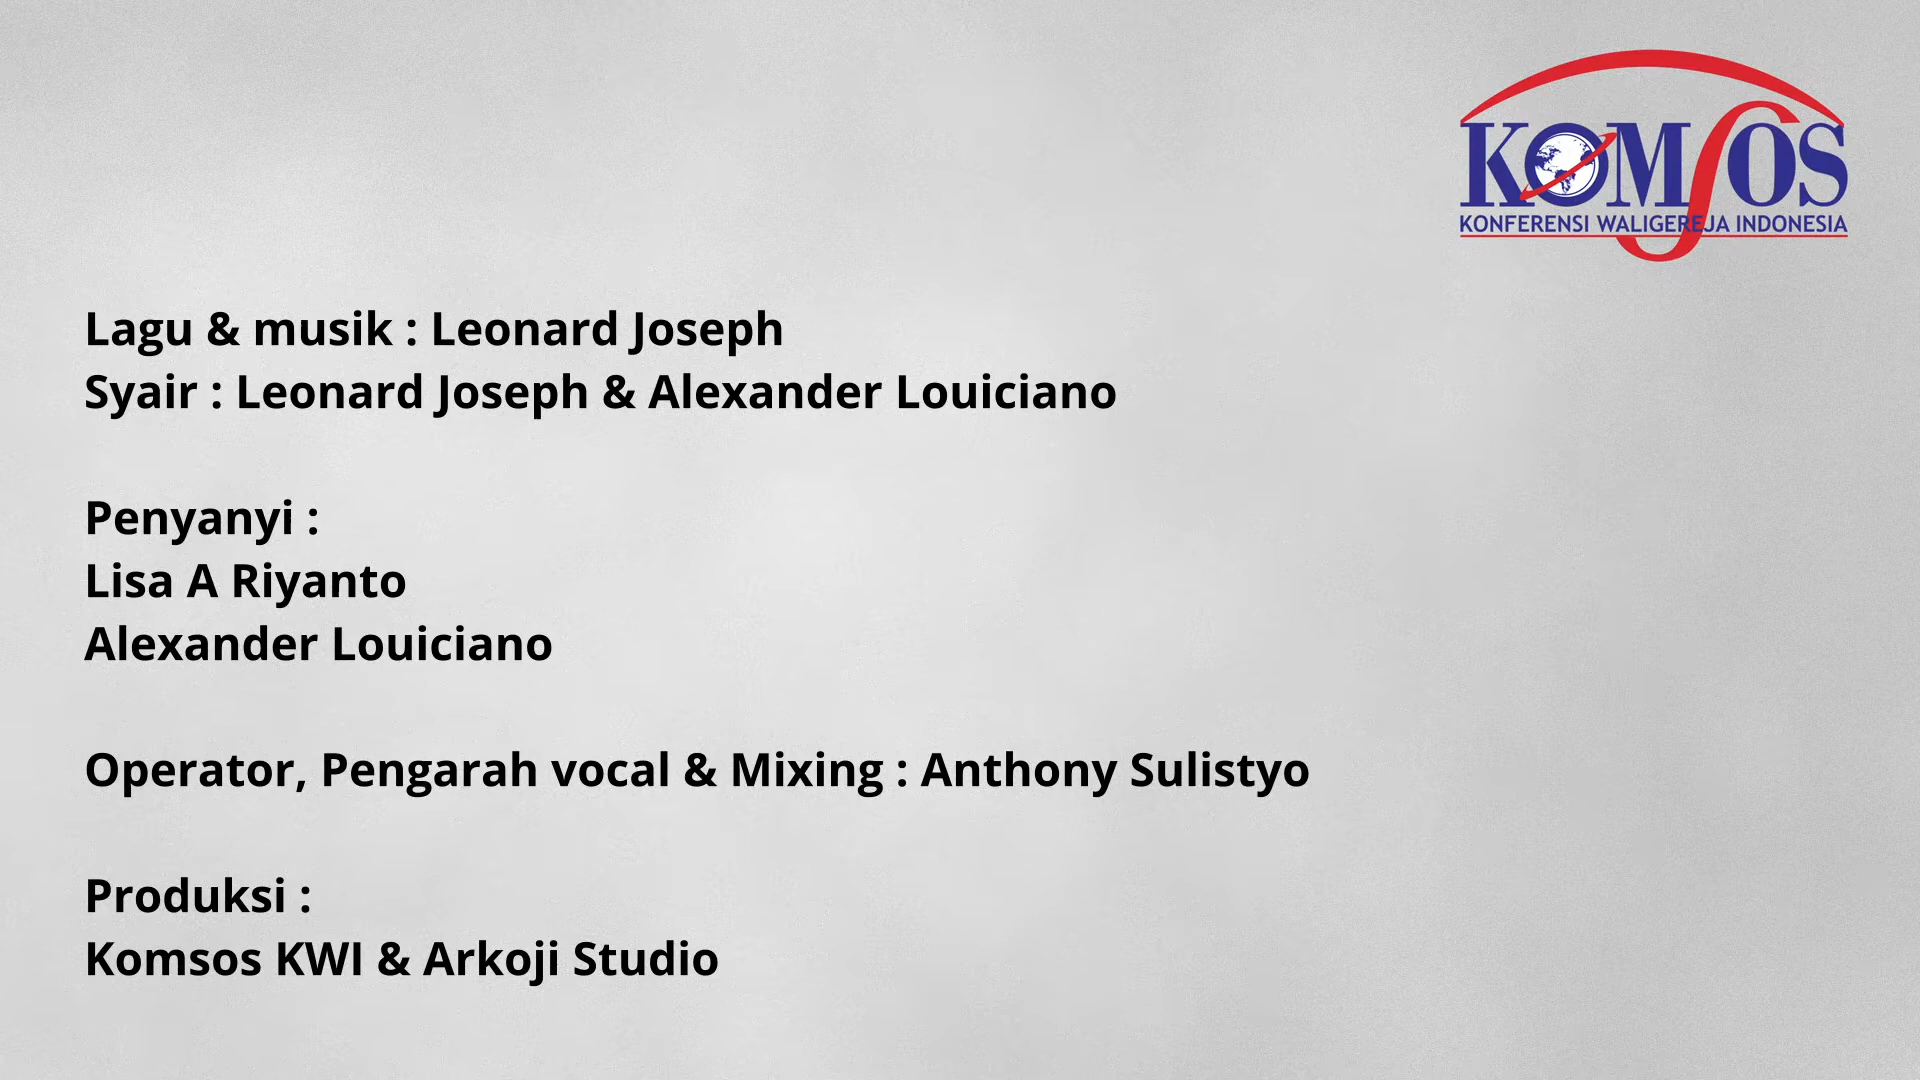 KOMSOS
KONFERENSI WALIGEREJA INDONESIA
Lagu & musik : Leonard Joseph
Syair : Leonard Joseph & Alexander Louiciano
Penyanyi :
Lisa A Riyanto
Alexander Louiciano
Operator, Pengarah vocal & Mixing : Anthony Sulistyo
Produksi :
Komsos KWI & Arkoji Studio